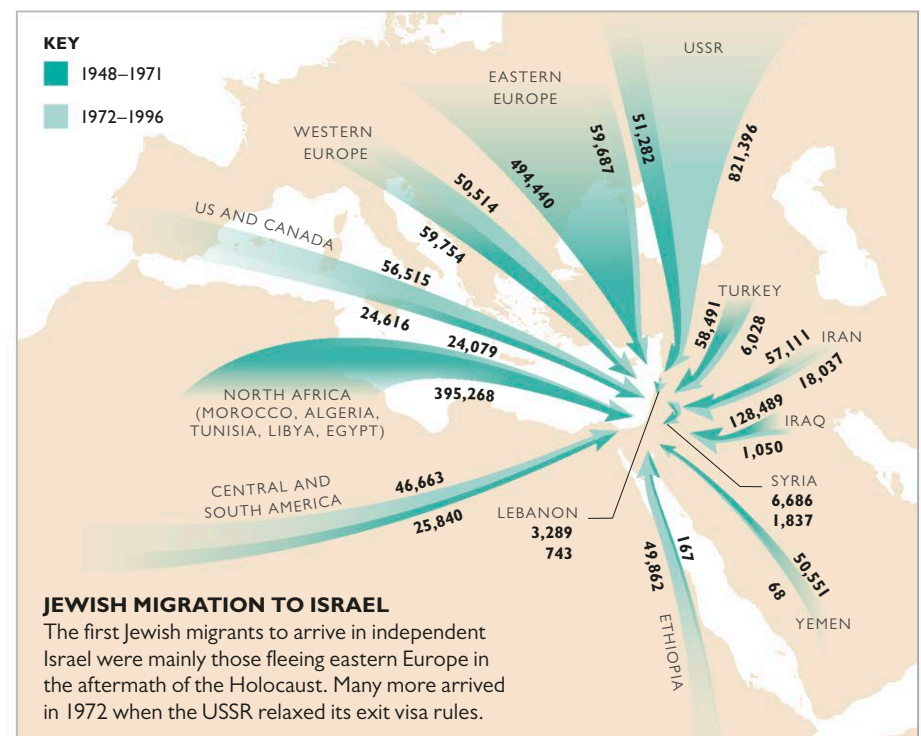 KEY
1948–1971
1972–1996
USSR
EASTERN
EUROPE
WESTERN
EUROPE
59,687
51,282
821,396
494,440
50,514
59,754
US AND CANADA
56,515
24,616
24,079
395,268
NORTH AFRICA
(MOROCCO, ALGERIA,
TUNISIA, LIBYA, EGYPT)
TURKEY
58,491
6,028
IRAN
57,111
18,037
128,489
IRAQ
1,050
SYRIA
6,686
1,837
CENTRAL AND
SOUTH AMERICA
46,663
25,840
LEBANON
3,289
743
167
49,862
ETHIOPIA
50,551
68
YEMEN
JEWISH MIGRATION TO ISRAEL
The first Jewish migrants to arrive in independent
Israel were mainly those fleeing eastern Europe in
the aftermath of the Holocaust. Many more arrived
in 1972 when the USSR relaxed its exit visa rules.